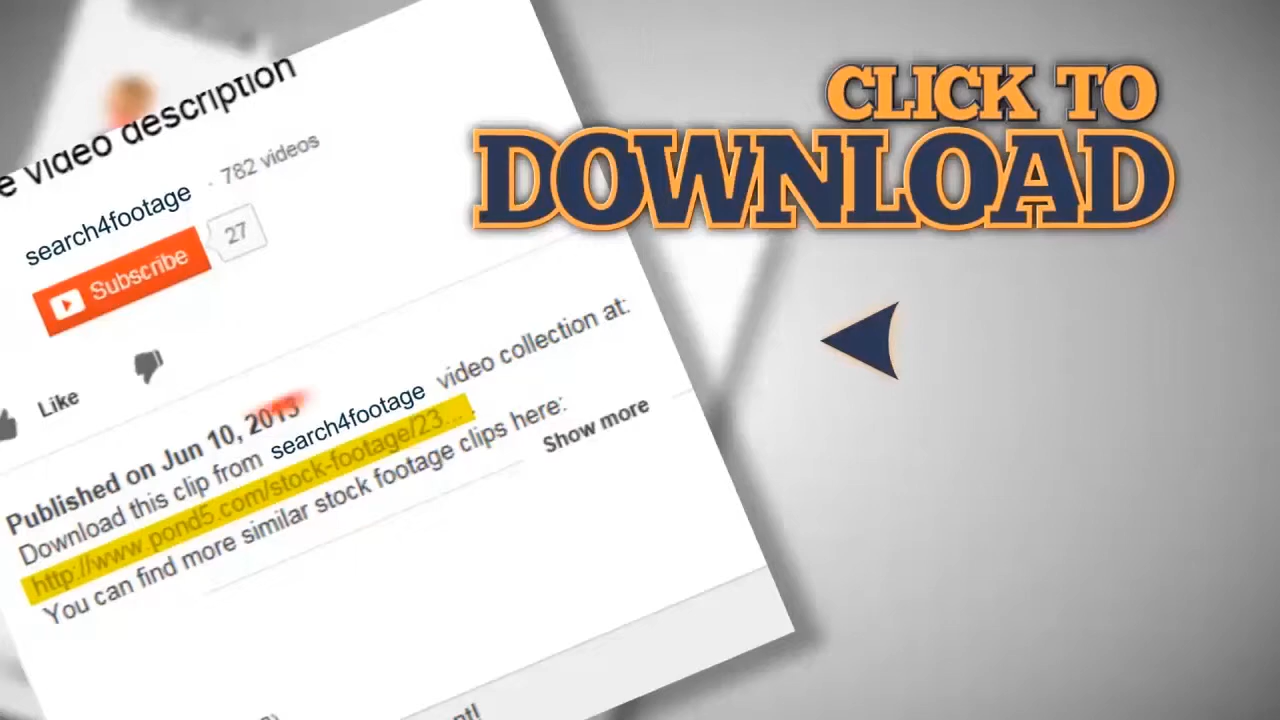 CLICK TO
DOWNLOAD
e video description
search4footage · 782 videos
Subscribe 27
Like
Published on Jun 10, 2013
Download this clip from search4footage video collection at:
http://www.pond5.com/stock-footage/23... .
You can find more similar stock footage clips here:
Show more